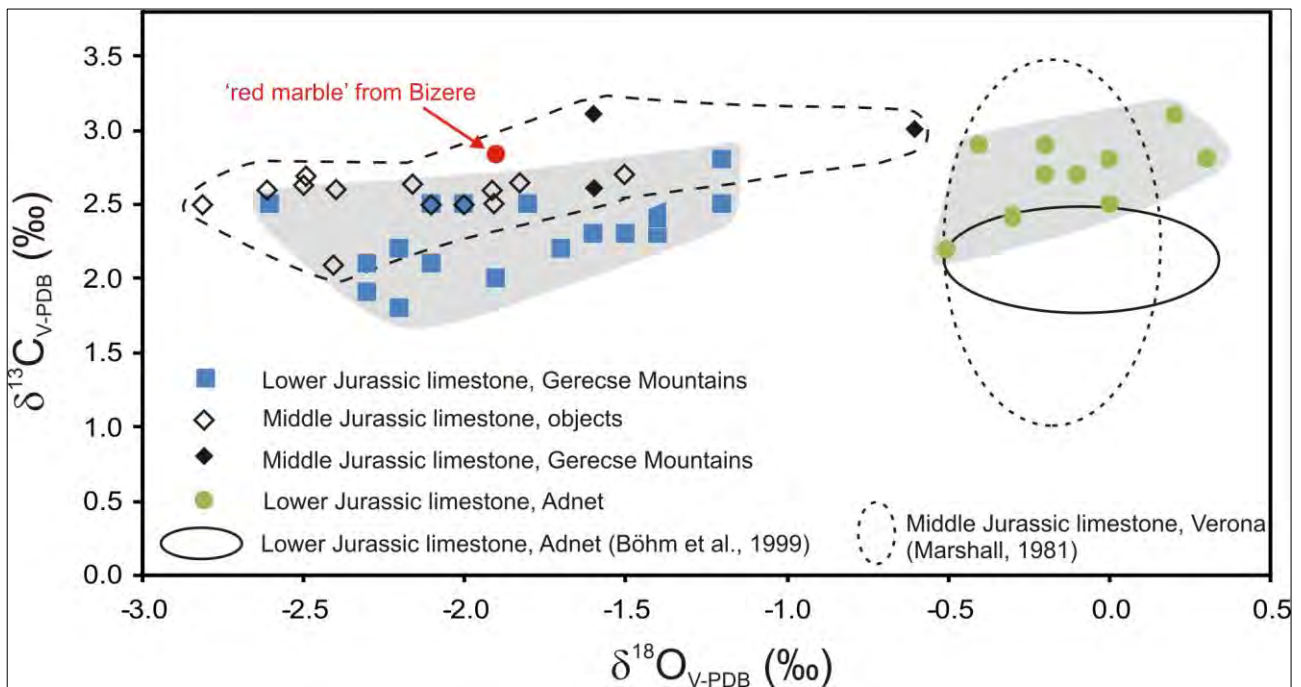 3.5
3.0
2.5
2.0
1.5
1.0
0.5
0.0
δ13CV-PDB (‰)
'red marble' from Bizere
Lower Jurassic limestone, Gerecse Mountains
Middle Jurassic limestone, objects
Middle Jurassic limestone, Gerecse Mountains
Lower Jurassic limestone, Adnet
Lower Jurassic limestone, Adnet (Böhm et al., 1999)
Middle Jurassic limestone, Verona
(Marshall, 1981)
-3.0 -2.5 -2.0 -1.5 -1.0 -0.5 0.0 0.5
δ18OV-PDB (‰)